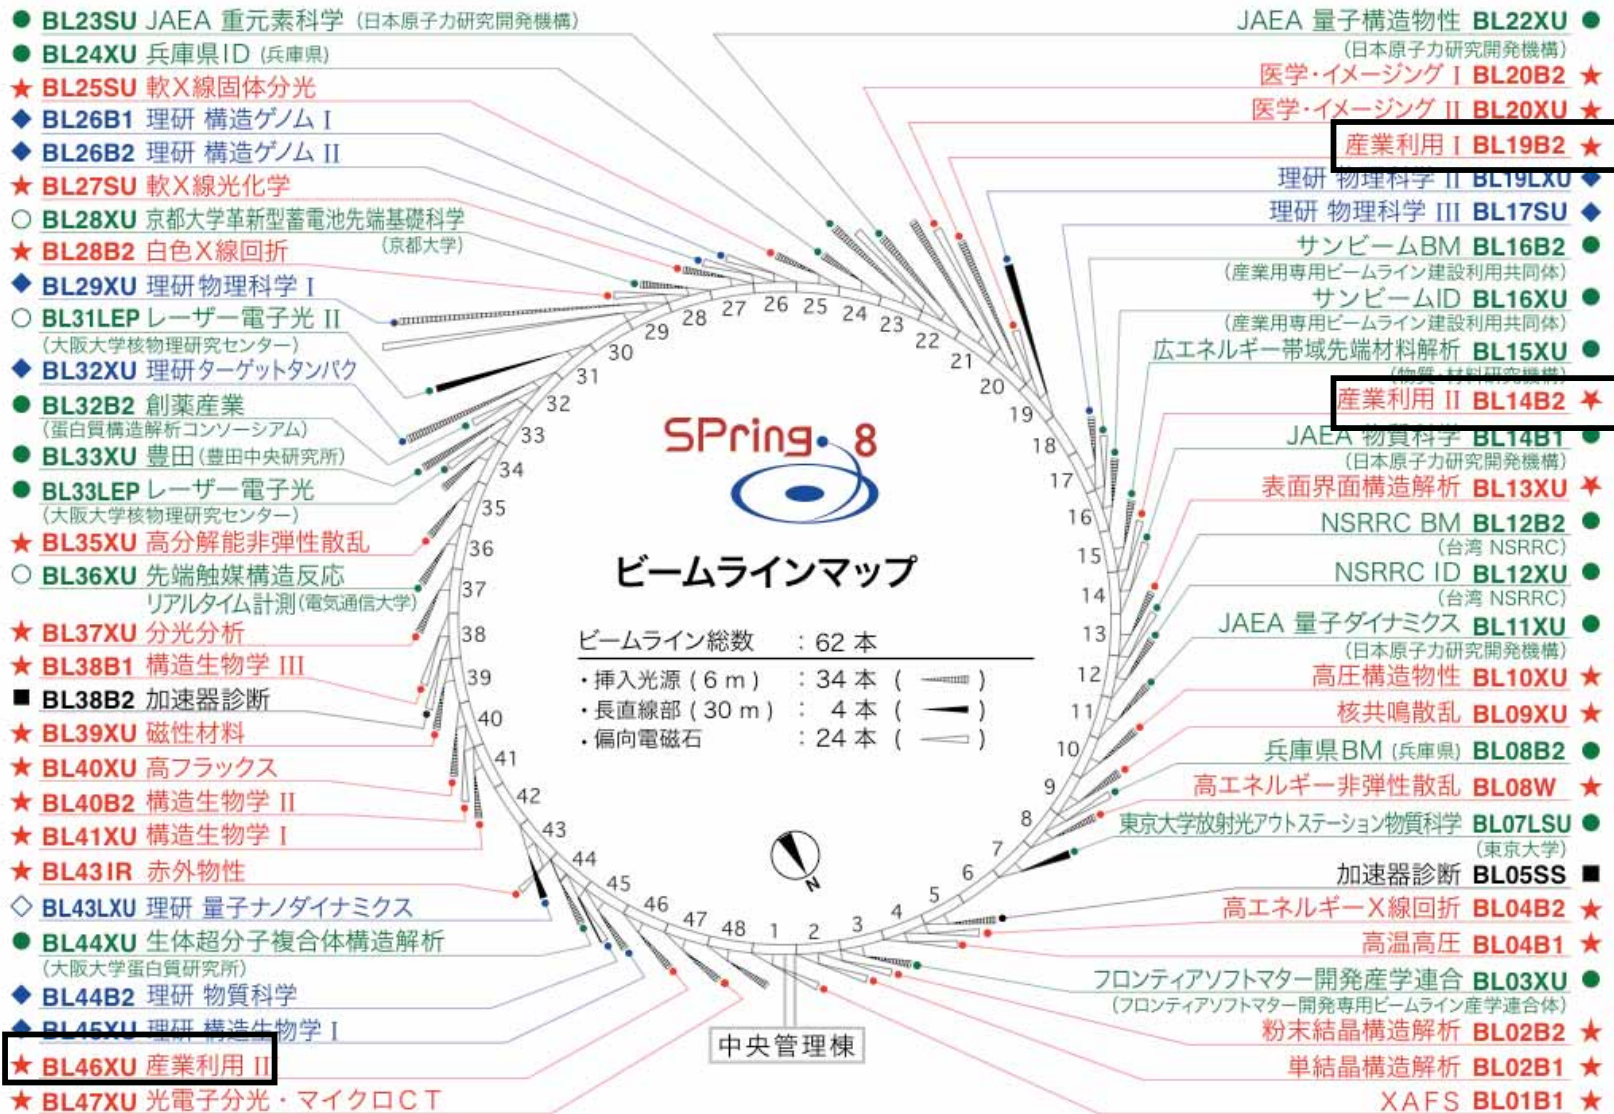 ● BL23SU JAEA 重元素科学 (日本原子力研究開発機構)
● BL24XU 兵庫県ID (兵庫県)
★ BL25SU 軟X線固体分光
◆ BL26B1 理研 構造ゲノム I
◆ BL26B2 理研 構造ゲノム II
★ BL27SU 軟X線光化学
○ BL28XU 京都大学革新型蓄電池先端基礎科学
(京都大学)
★ BL28B2 白色X線回折
◆ BL29XU 理研物理科学 I
○ BL31LEP レーザー電子光 II
(大阪大学核物理研究センター)
◆ BL32XU 理研ターゲットタンパク
● BL32B2 創薬産業
(蛋白質構造解析コンソーシアム)
● BL33XU 豊田 (豊田中央研究所)
● BL33LEP レーザー電子光
(大阪大学核物理研究センター)
★ BL35XU 高分解能非弾性散乱
○ BL36XU 先端触媒構造反応
リアルタイム計測(電気通信大学)
★ BL37XU 分光分析
★ BL38B1 構造生物学 III
■ BL38B2 加速器診断
★ BL39XU 磁性材料
★ BL40XU 高フラックス
★ BL40B2 構造生物学 II
★ BL41XU 構造生物学 I
★ BL43IR 赤外物性
◇ BL43LXU 理研 量子ナノダイナミクス
● BL44XU 生体超分子複合体構造解析
(大阪大学蛋白質研究所)
◆ BL44B2 理研 物質科学
◆ BL45XU 理研 構造生物学 I
★ BL46XU 産業利用 II
★ BL47XU 光電子分光・マイクロCT
26 25 24 23 22 21 20 19 18 17 16 15 14 13 12 11 10 9 8 7 6 5 4 3 2 1 48 47 46 45 44 43 42 41 40 39 38 37 36 35 34 33 32 31 30 29 28 27
SPring-8
ビームラインマップ
ビームライン総数 : 62 本
・挿入光源 ( 6 m ) : 34 本 ( )
・長直線部 ( 30 m ) : 4 本 ( )
・偏向電磁石 : 24 本 ( )
N
中央管理棟
JAEA 量子構造物性 BL22XU ●
(日本原子力研究開発機構)
医学・イメージング I BL20B2 ★
医学・イメージング II BL20XU ★
産業利用 I BL19B2 ★
理研 物理科学 II BL19LXU ◆
理研 物理科学 III BL17SU ◆
サンビームBM BL16B2 ●
(産業用専用ビームライン建設利用共同体)
サンビームID BL16XU ●
(産業用専用ビームライン建設利用共同体)
広エネルギー帯域先端材料解析 BL15XU ●
(物質・材料研究機構)
産業利用 II BL14B2 ★
JAEA 物質科学 BL14B1 ●
(日本原子力研究開発機構)
表面界面構造解析 BL13XU ★
NSRRC BM BL12B2 ●
(台湾 NSRRC)
NSRRC ID BL12XU ●
(台湾 NSRRC)
JAEA 量子ダイナミクス BL11XU ●
(日本原子力研究開発機構)
高圧構造物性 BL10XU ★
核共鳴散乱 BL09XU ★
兵庫県BM (兵庫県) BL08B2 ●
高エネルギー非弾性散乱 BL08W ★
東京大学放射光アウトステーション物質科学 BL07LSU ●
(東京大学)
加速器診断 BL05SS ■
高エネルギーX線回折 BL04B2 ★
高温高圧 BL04B1 ★
フロンティアソフトマター開発産学連合 BL03XU ●
(フロンティアソフトマター開発専用ビームライン産学連合体)
粉末結晶構造解析 BL02B2 ★
単結晶構造解析 BL02B1 ★
XAFS BL01B1 ★